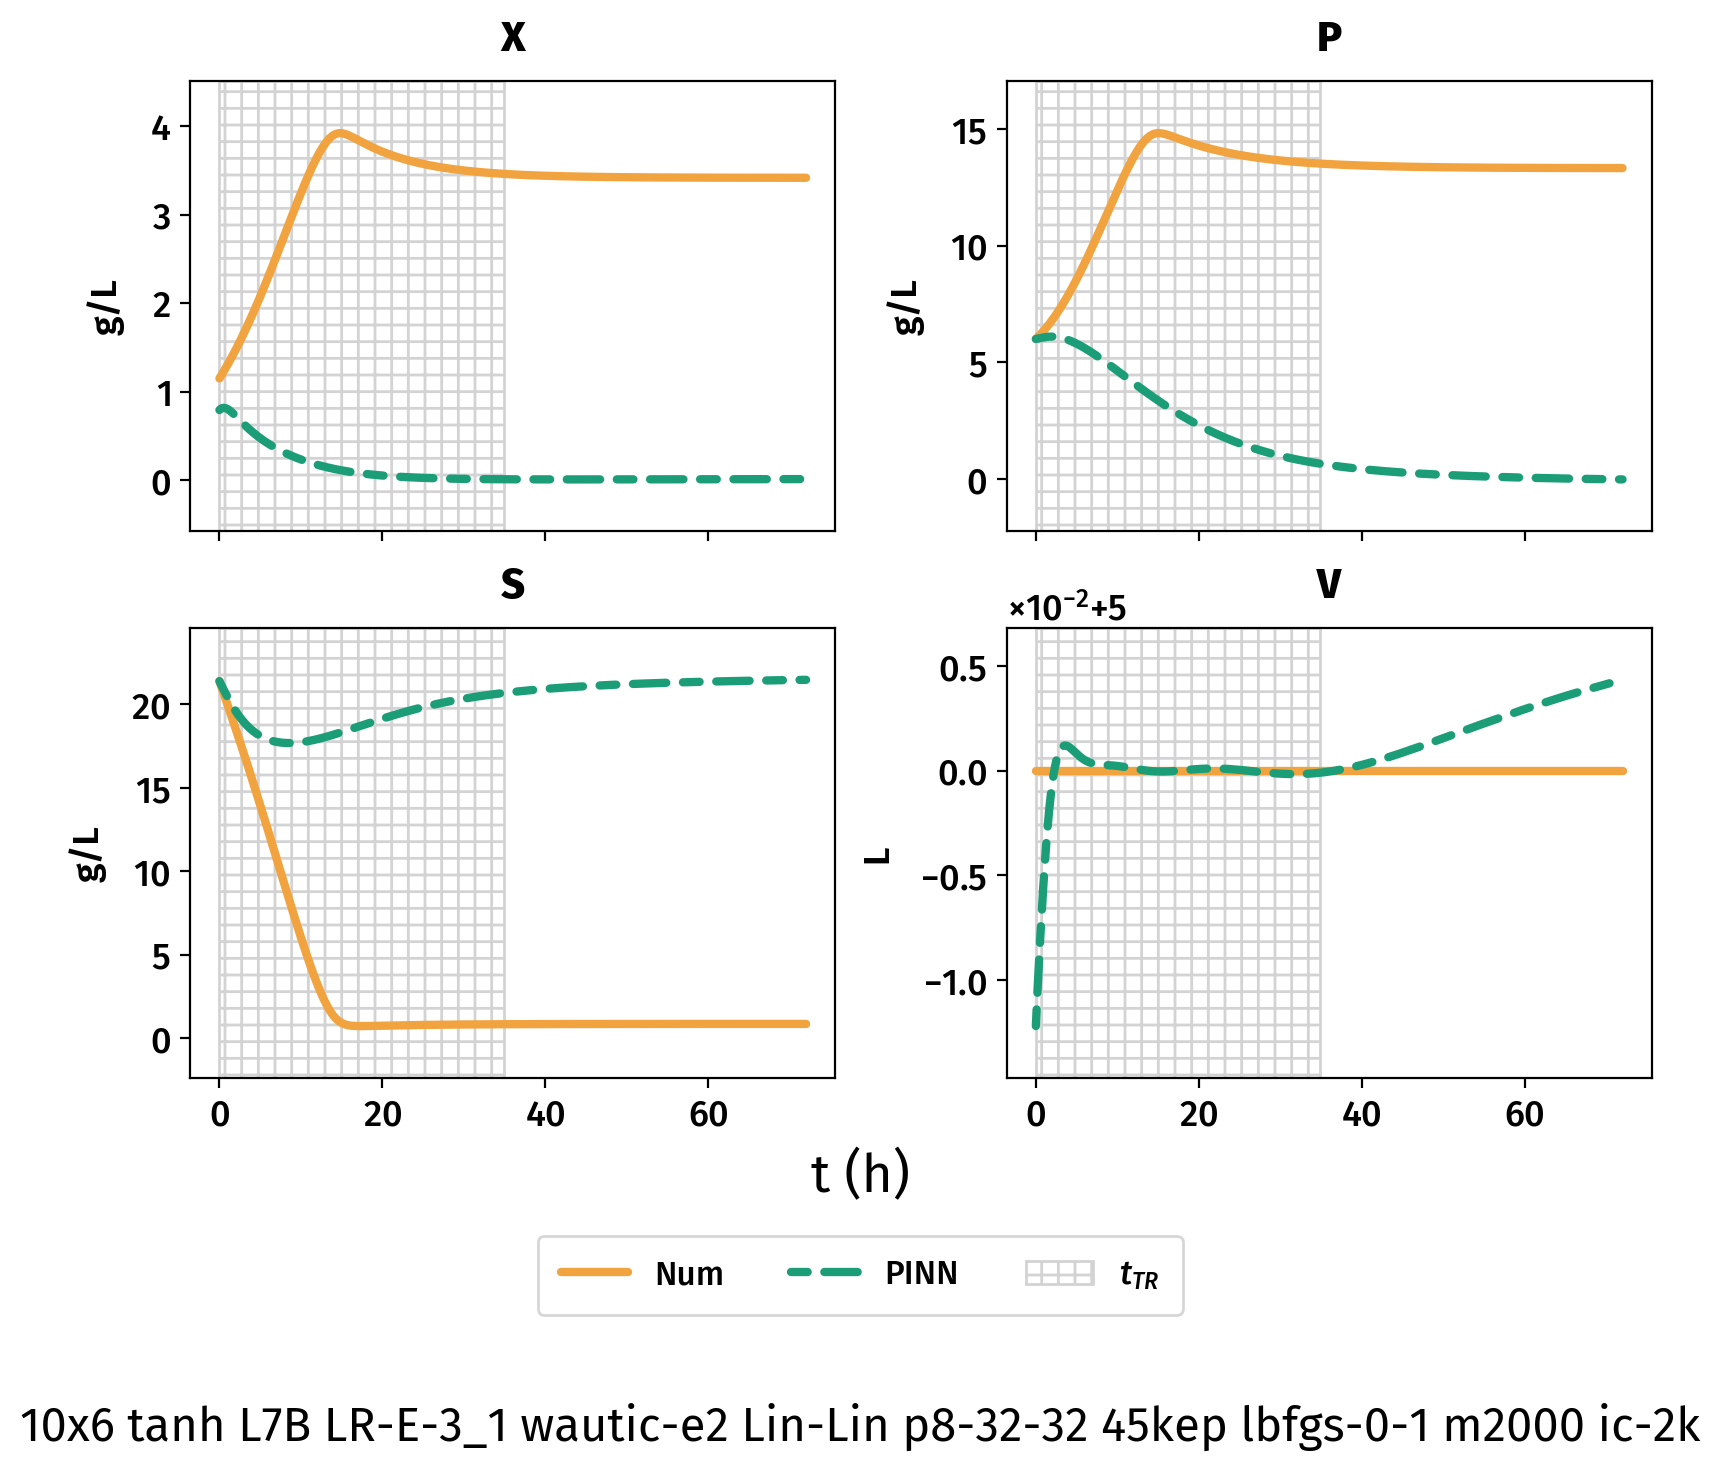 X
P
4
3
2
1
0
g/L
15
10
5
0
g/L
S
V
×10⁻²+5
20
15
10
5
0
g/L
0.5
0.0
−0.5
−1.0
L
0 20 40 60
0 20 40 60
t (h)
Num PINN t_TR
10x6 tanh L7B LR-E-3_1 wautic-e2 Lin-Lin p8-32-32 45kep lbfgs-0-1 m2000 ic-2k